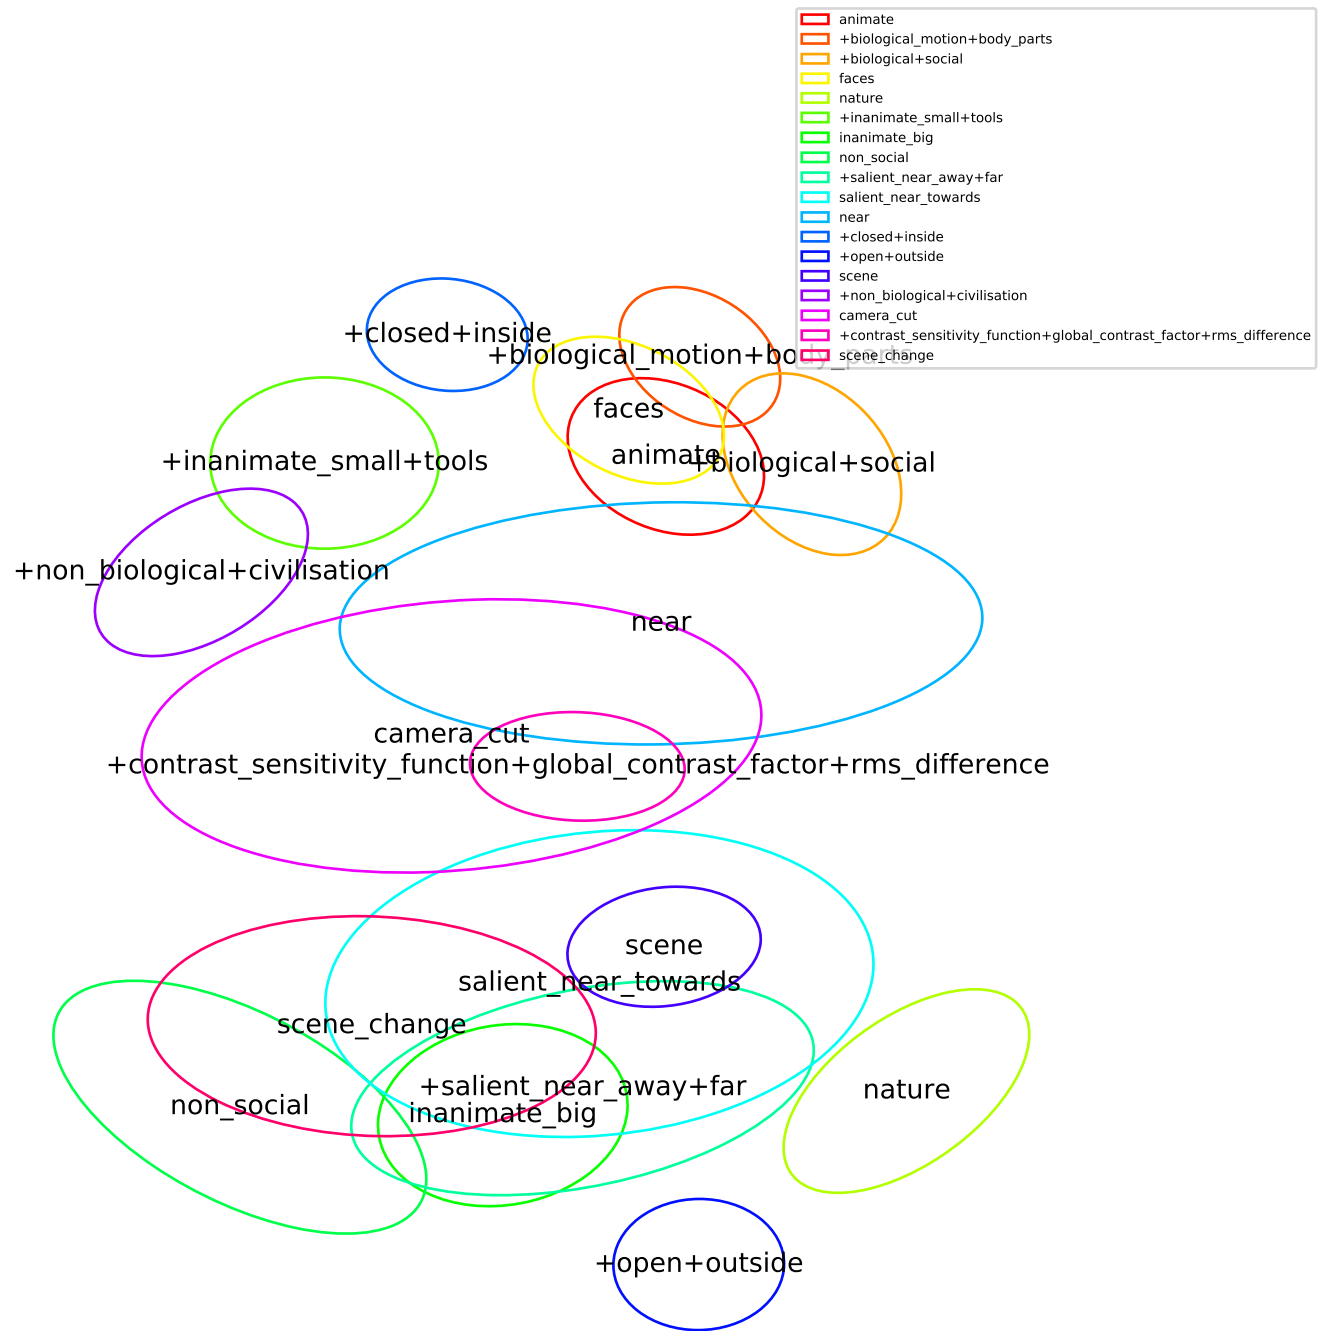 animate
+biological_motion+body_parts
+biological+social
faces
nature
+inanimate_small+tools
inanimate_big
non_social
+salient_near_away+far
salient_near_towards
near
+closed+inside
+open+outside
scene
+non_biological+civilisation
camera_cut
+contrast_sensitivity_function+global_contrast_factor+rms_difference
scene_change
+closed+inside
+biological_motion+body_parts
faces
animate
+biological+social
+inanimate_small+tools
+non_biological+civilisation
near
camera_cut
+contrast_sensitivity_function+global_contrast_factor+rms_difference
scene
salient_near_towards
scene_change
+salient_near_away+far
nature
non_social
inanimate_big
+open+outside